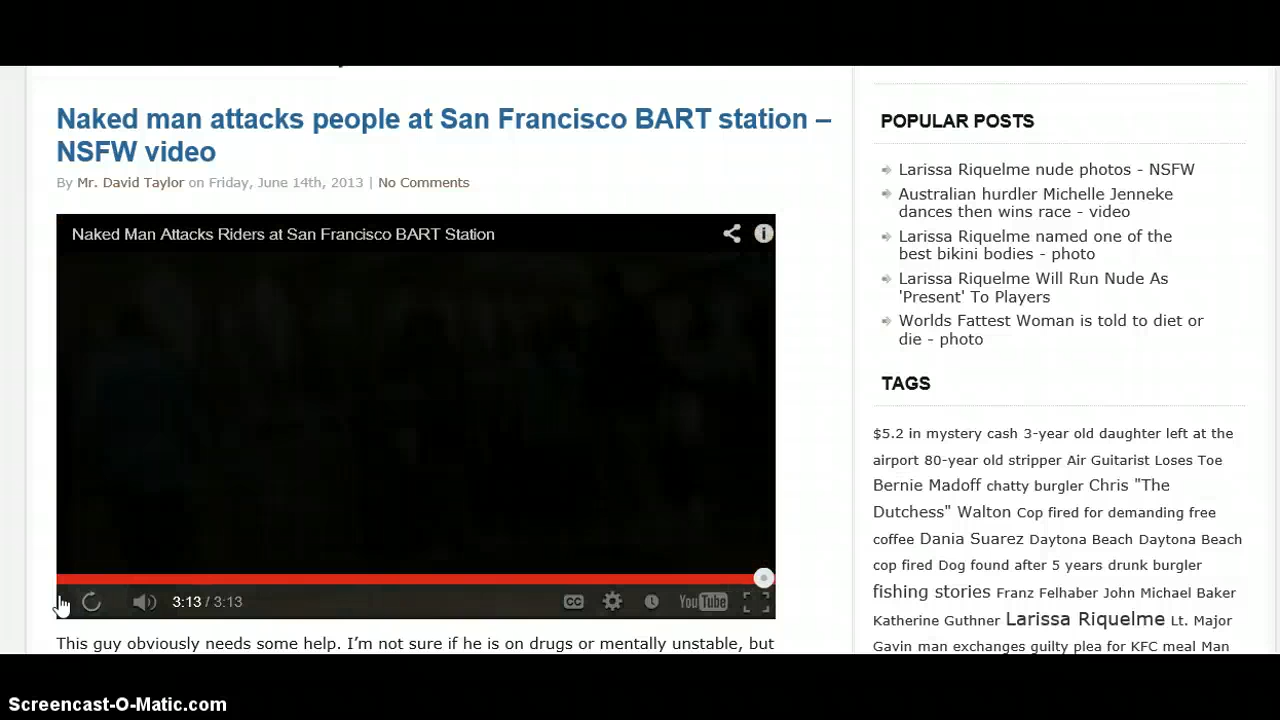 Naked man attacks people at San Francisco BART station –
NSFW video
By Mr. David Taylor on Friday, June 14th, 2013 | No Comments
Naked Man Attacks Riders at San Francisco BART Station
3:13 / 3:13
CC
YouTube
This guy obviously needs some help. I'm not sure if he is on drugs or mentally unstable, but
POPULAR POSTS
Larissa Riquelme nude photos - NSFW
Australian hurdler Michelle Jenneke
dances then wins race - video
Larissa Riquelme named one of the
best bikini bodies - photo
Larissa Riquelme Will Run Nude As
'Present' To Players
Worlds Fattest Woman is told to diet or
die - photo
TAGS
$5.2 in mystery cash 3-year old daughter left at the
airport 80-year old stripper Air Guitarist Loses Toe
Bernie Madoff chatty burgler Chris "The
Dutchess" Walton Cop fired for demanding free
coffee Dania Suarez Daytona Beach Daytona Beach
cop fired Dog found after 5 years drunk burgler
fishing stories Franz Felhaber John Michael Baker
Katherine Guthner Larissa Riquelme Lt. Major
Gavin man exchanges guilty plea for KFC meal Man
Screencast-O-Matic.com